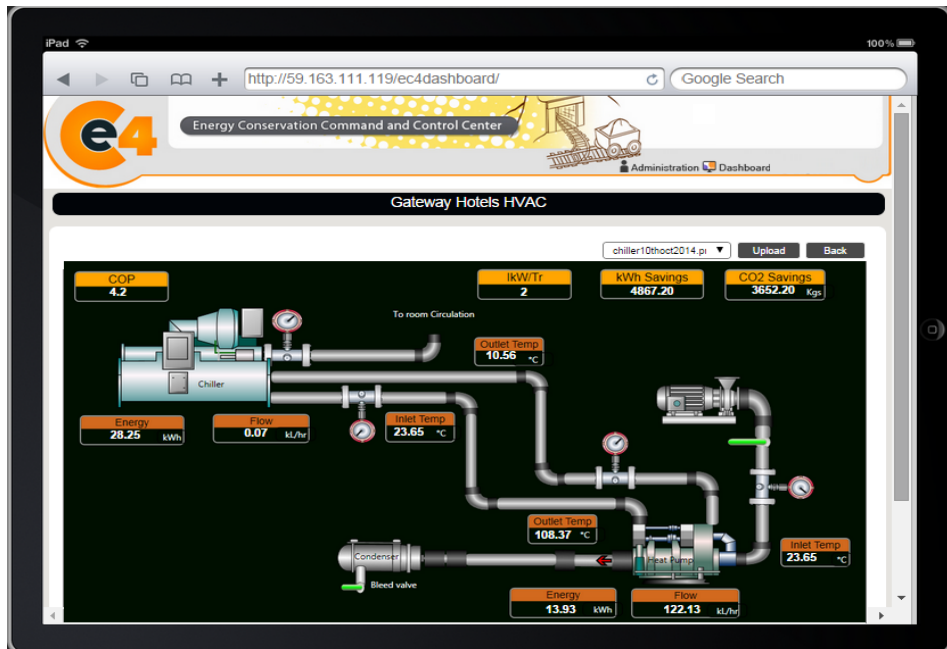 iPad
100%
http://59.163.111.119/ec4dashboard/
Google Search
e4
Energy Conservation Command and Control Center
Administration
Dashboard
Gateway Hotels HVAC
chiller10thoct2014.pr
Upload
Back
COP
4.2
IkW/Tr
2
kWh Savings
4867.20
CO2 Savings
3652.20 Kgs
To room Circulation
Outlet Temp
10.56 °C
Chiller
Energy
28.25 kWh
Flow
0.07 kL/hr
Inlet Temp
23.65 °C
Outlet Temp
108.37 °C
Condenser
Heat Pump
Inlet Temp
23.65 °C
Bleed valve
Energy
13.93 kWh
Flow
122.13 kL/hr